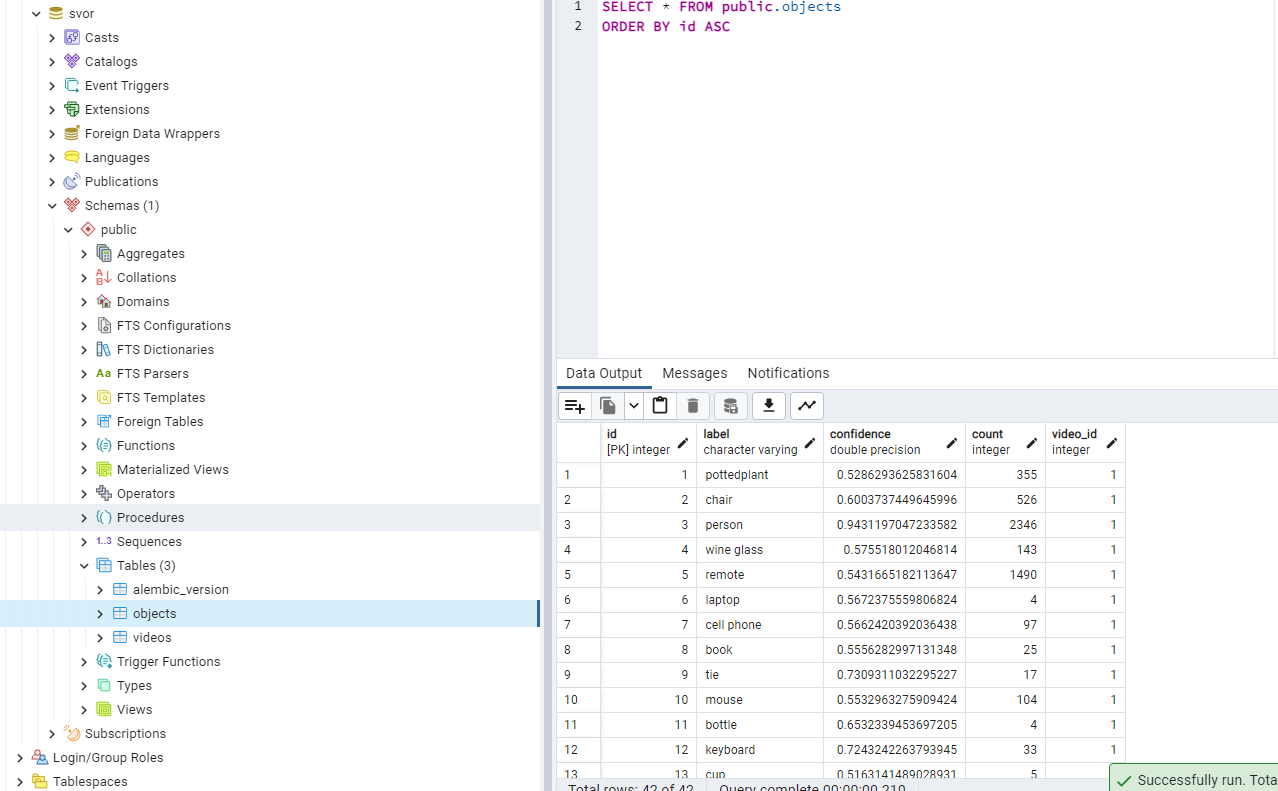 svor
Casts
Catalogs
Event Triggers
Extensions
Foreign Data Wrappers
Languages
Publications
Schemas (1)
public
Aggregates
Collations
Domains
FTS Configurations
FTS Dictionaries
Aa FTS Parsers
FTS Templates
Foreign Tables
Functions
Materialized Views
Operators
Procedures
1..3 Sequences
Tables (3)
alembic_version
objects
videos
Trigger Functions
Types
Views
Subscriptions
Login/Group Roles
Tablespaces
1 SELECT * FROM public.objects
2 ORDER BY id ASC
Data Output Messages Notifications
id label confidence count video_id
[PK] integer character varying double precision integer integer
1 1 pottedplant 0.5286293625831604 355 1
2 2 chair 0.6003737449645996 526 1
3 3 person 0.9431197047233582 2346 1
4 4 wine glass 0.575518012046814 143 1
5 5 remote 0.5431665182113647 1490 1
6 6 laptop 0.5672375559806824 4 1
7 7 cell phone 0.5662420392036438 97 1
8 8 book 0.5556282997131348 25 1
9 9 tie 0.7309311032295227 17 1
10 10 mouse 0.5532963275909424 104 1
11 11 bottle 0.6532339453697205 4 1
12 12 keyboard 0.7243242263793945 33 1
13 13 cup 0.5163141489028931 5
Total rows: 42 of 42 Query complete 00:00:00.210
Successfully run. Tota